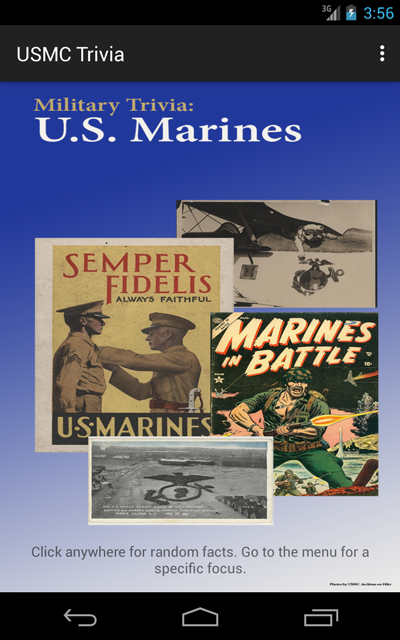 3G
3:56
USMC Trivia
Military Trivia:
U.S. Marines
SEMPER
FIDELIS
ALWAYS FAITHFUL
MARINES
IN BATTLE
U·S·MARINES
Click anywhere for random facts. Go to the menu for a
specific focus.
Photos by USMC Archives on Flikr